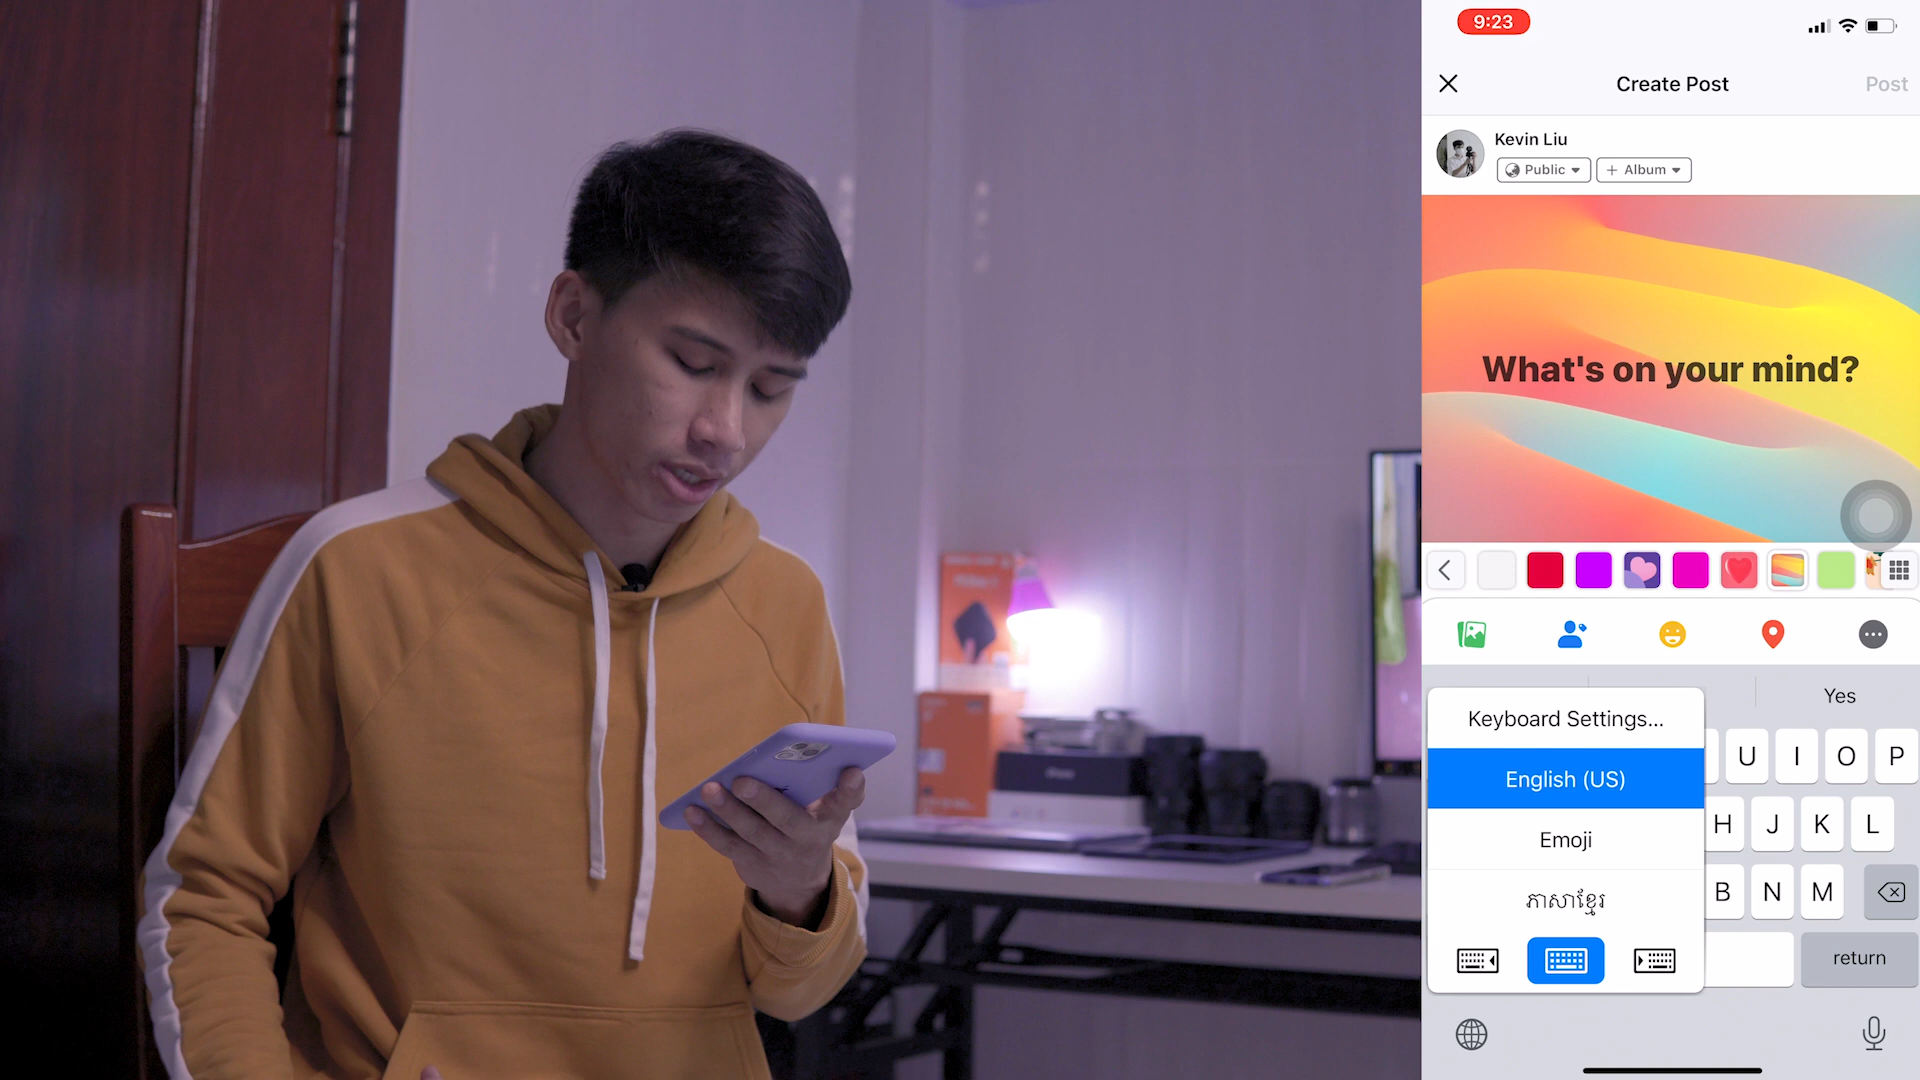 9:23
Create Post
Post
Kevin Liu
Public
+ Album
What's on your mind?
Yes
Keyboard Settings...
English (US)
Emoji
ភាសាខ្មែរ
U I O P
H J K L
B N M
return